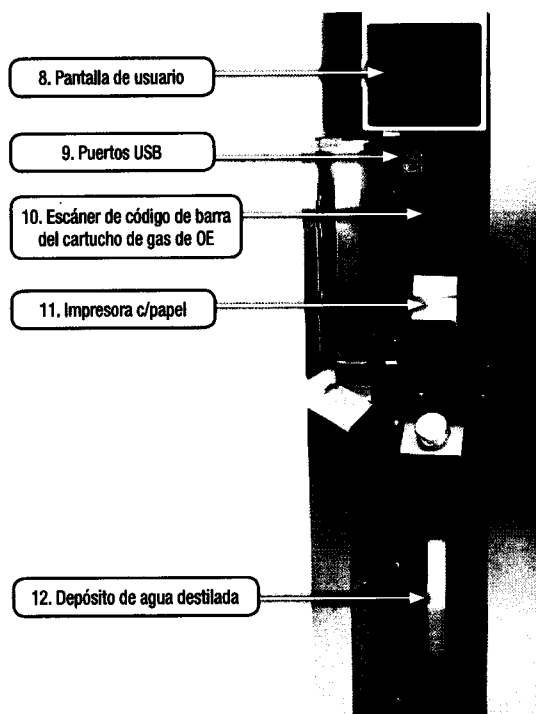 8. Pantalla de usuario
9. Puertos USB
10. Escáner de código de barra
del cartucho de gas de OE
11. Impresora c/papel
12. Depósito de agua destilada